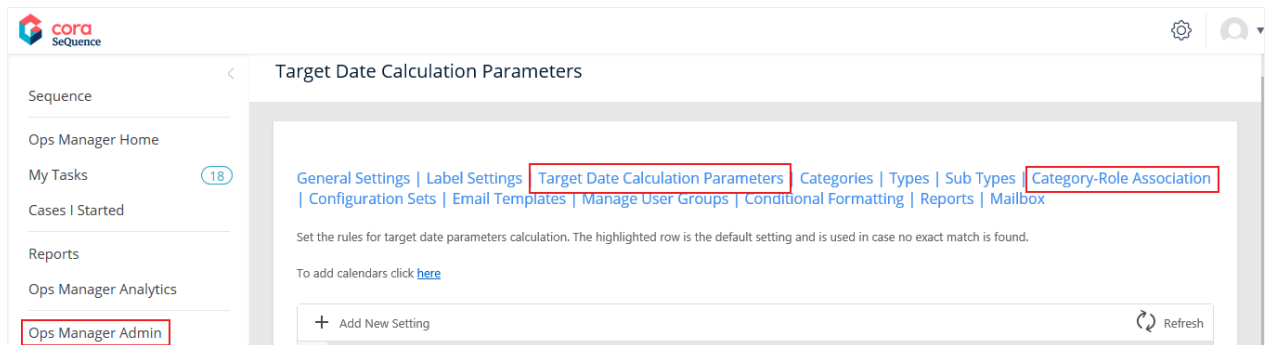 cora
SeQuence
Target Date Calculation Parameters
Sequence
Ops Manager Home
My Tasks 18
Cases I Started
Reports
Ops Manager Analytics
Ops Manager Admin
General Settings | Label Settings | Target Date Calculation Parameters | Categories | Types | Sub Types | Category-Role Association
| Configuration Sets | Email Templates | Manage User Groups | Conditional Formatting | Reports | Mailbox
Set the rules for target date parameters calculation. The highlighted row is the default setting and is used in case no exact match is found.
To add calendars click here
+ Add New Setting
Refresh